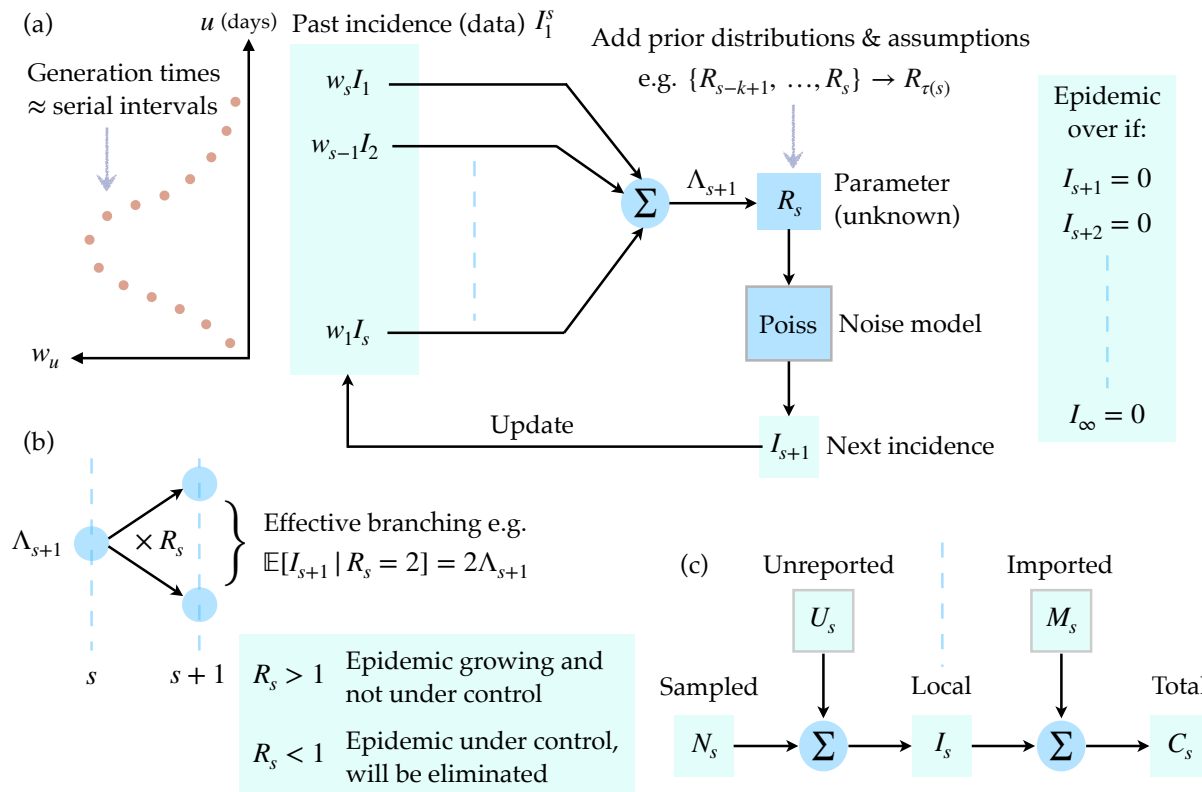 (a)
u (days)
Generation times
≈ serial intervals
w_u
Past incidence (data) I_1^s
w_s I_1
w_{s−1} I_2
w_1 I_s
Σ
Λ_{s+1}
Add prior distributions & assumptions
e.g. {R_{s−k+1}, …, R_s} → R_{τ(s)}
R_s
Parameter
(unknown)
Poiss
Noise model
I_{s+1}
Next incidence
Update
Epidemic
over if:
I_{s+1} = 0
I_{s+2} = 0
I_∞ = 0
(b)
Λ_{s+1}
× R_s
s
s + 1
Effective branching e.g.
𝔼[I_{s+1} | R_s = 2] = 2Λ_{s+1}
R_s > 1 Epidemic growing and
not under control
R_s < 1 Epidemic under control,
will be eliminated
(c)
Unreported
Imported
U_s
M_s
Sampled
Local
Total
N_s
Σ
I_s
Σ
C_s